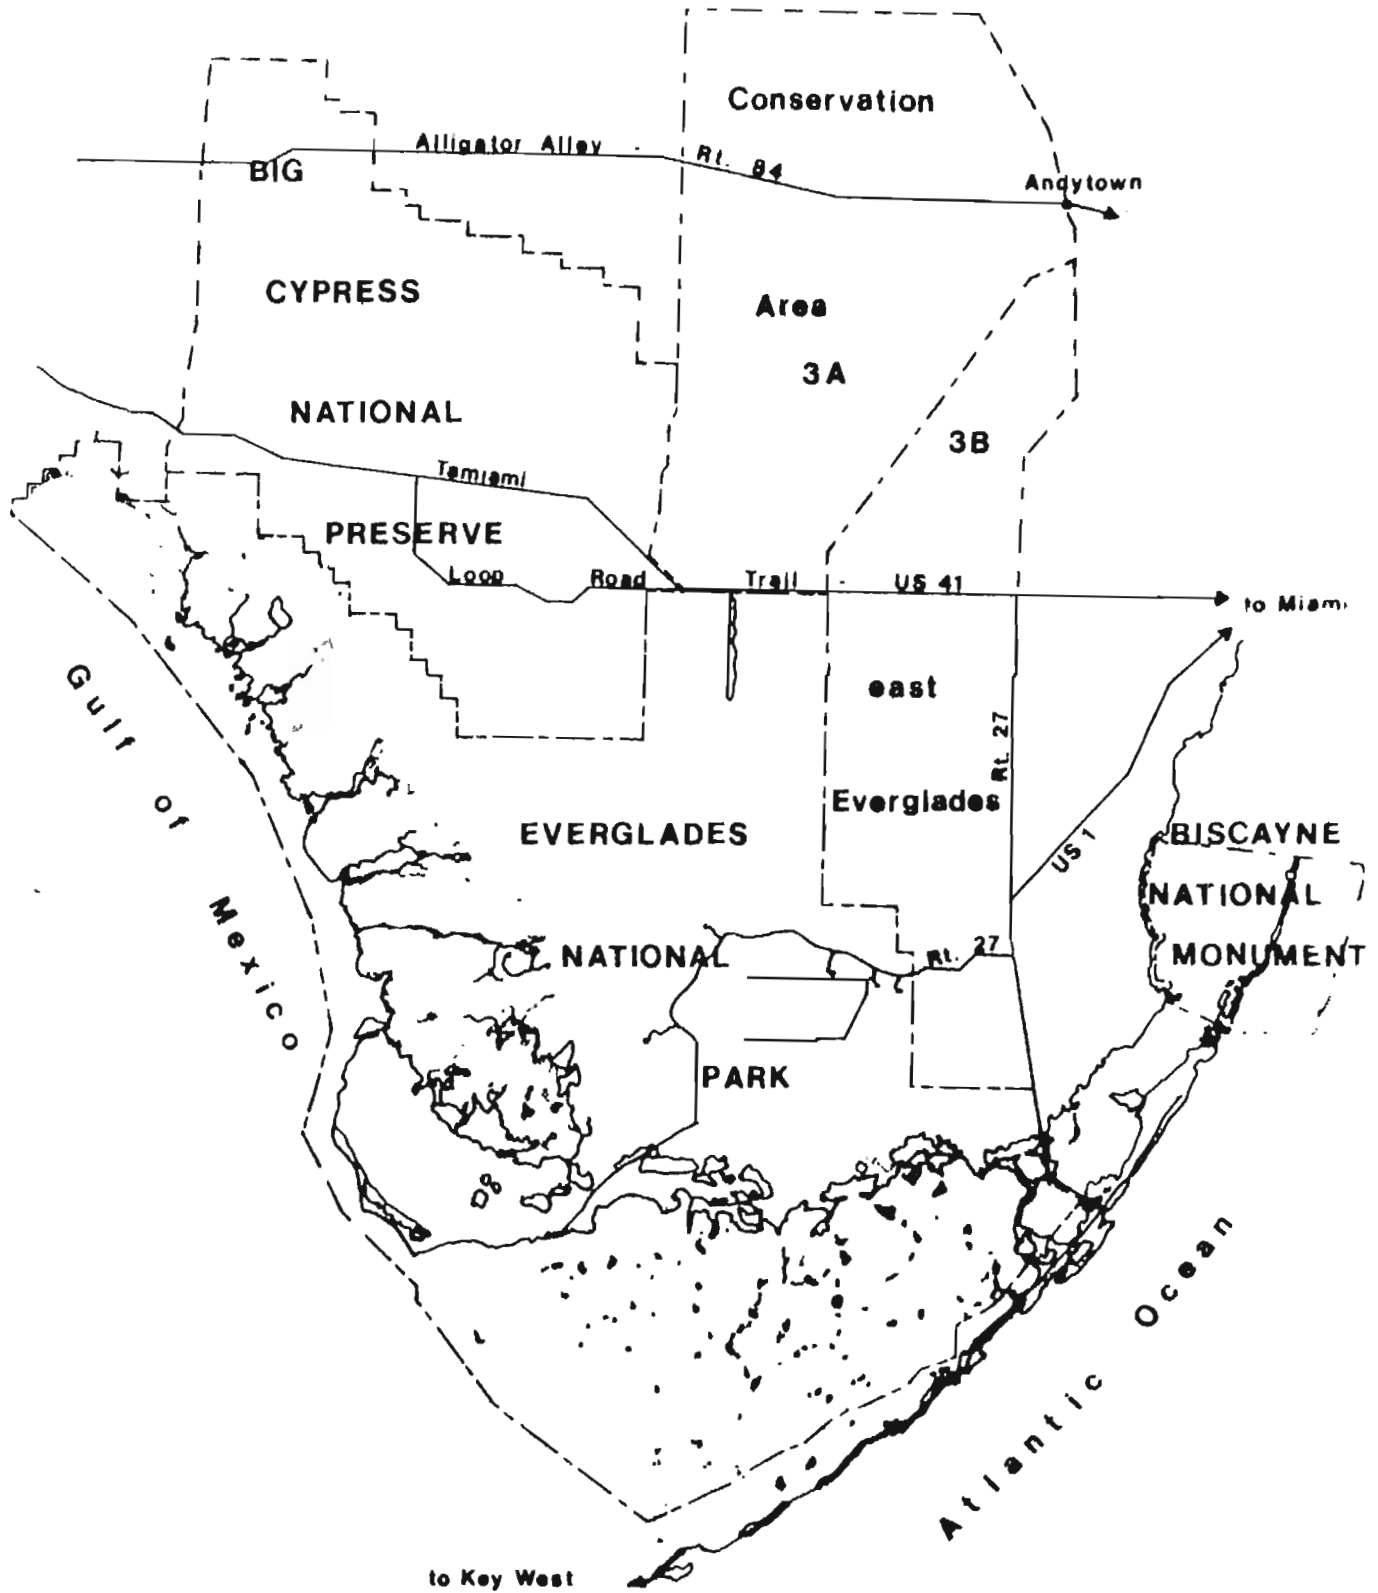 Conservation
Alligator Alley
Rt. 84
BIG
Andytown
CYPRESS
Area
3A
NATIONAL
3B
Tamiami
PRESERVE
Loop Road
Trail
US 41
to Miami
east
Gulf of Mexico
Rt. 27
Everglades
EVERGLADES
US 1
BISCAYNE
NATIONAL
MONUMENT
NATIONAL
Rt. 27
PARK
Atlantic Ocean
to Key West